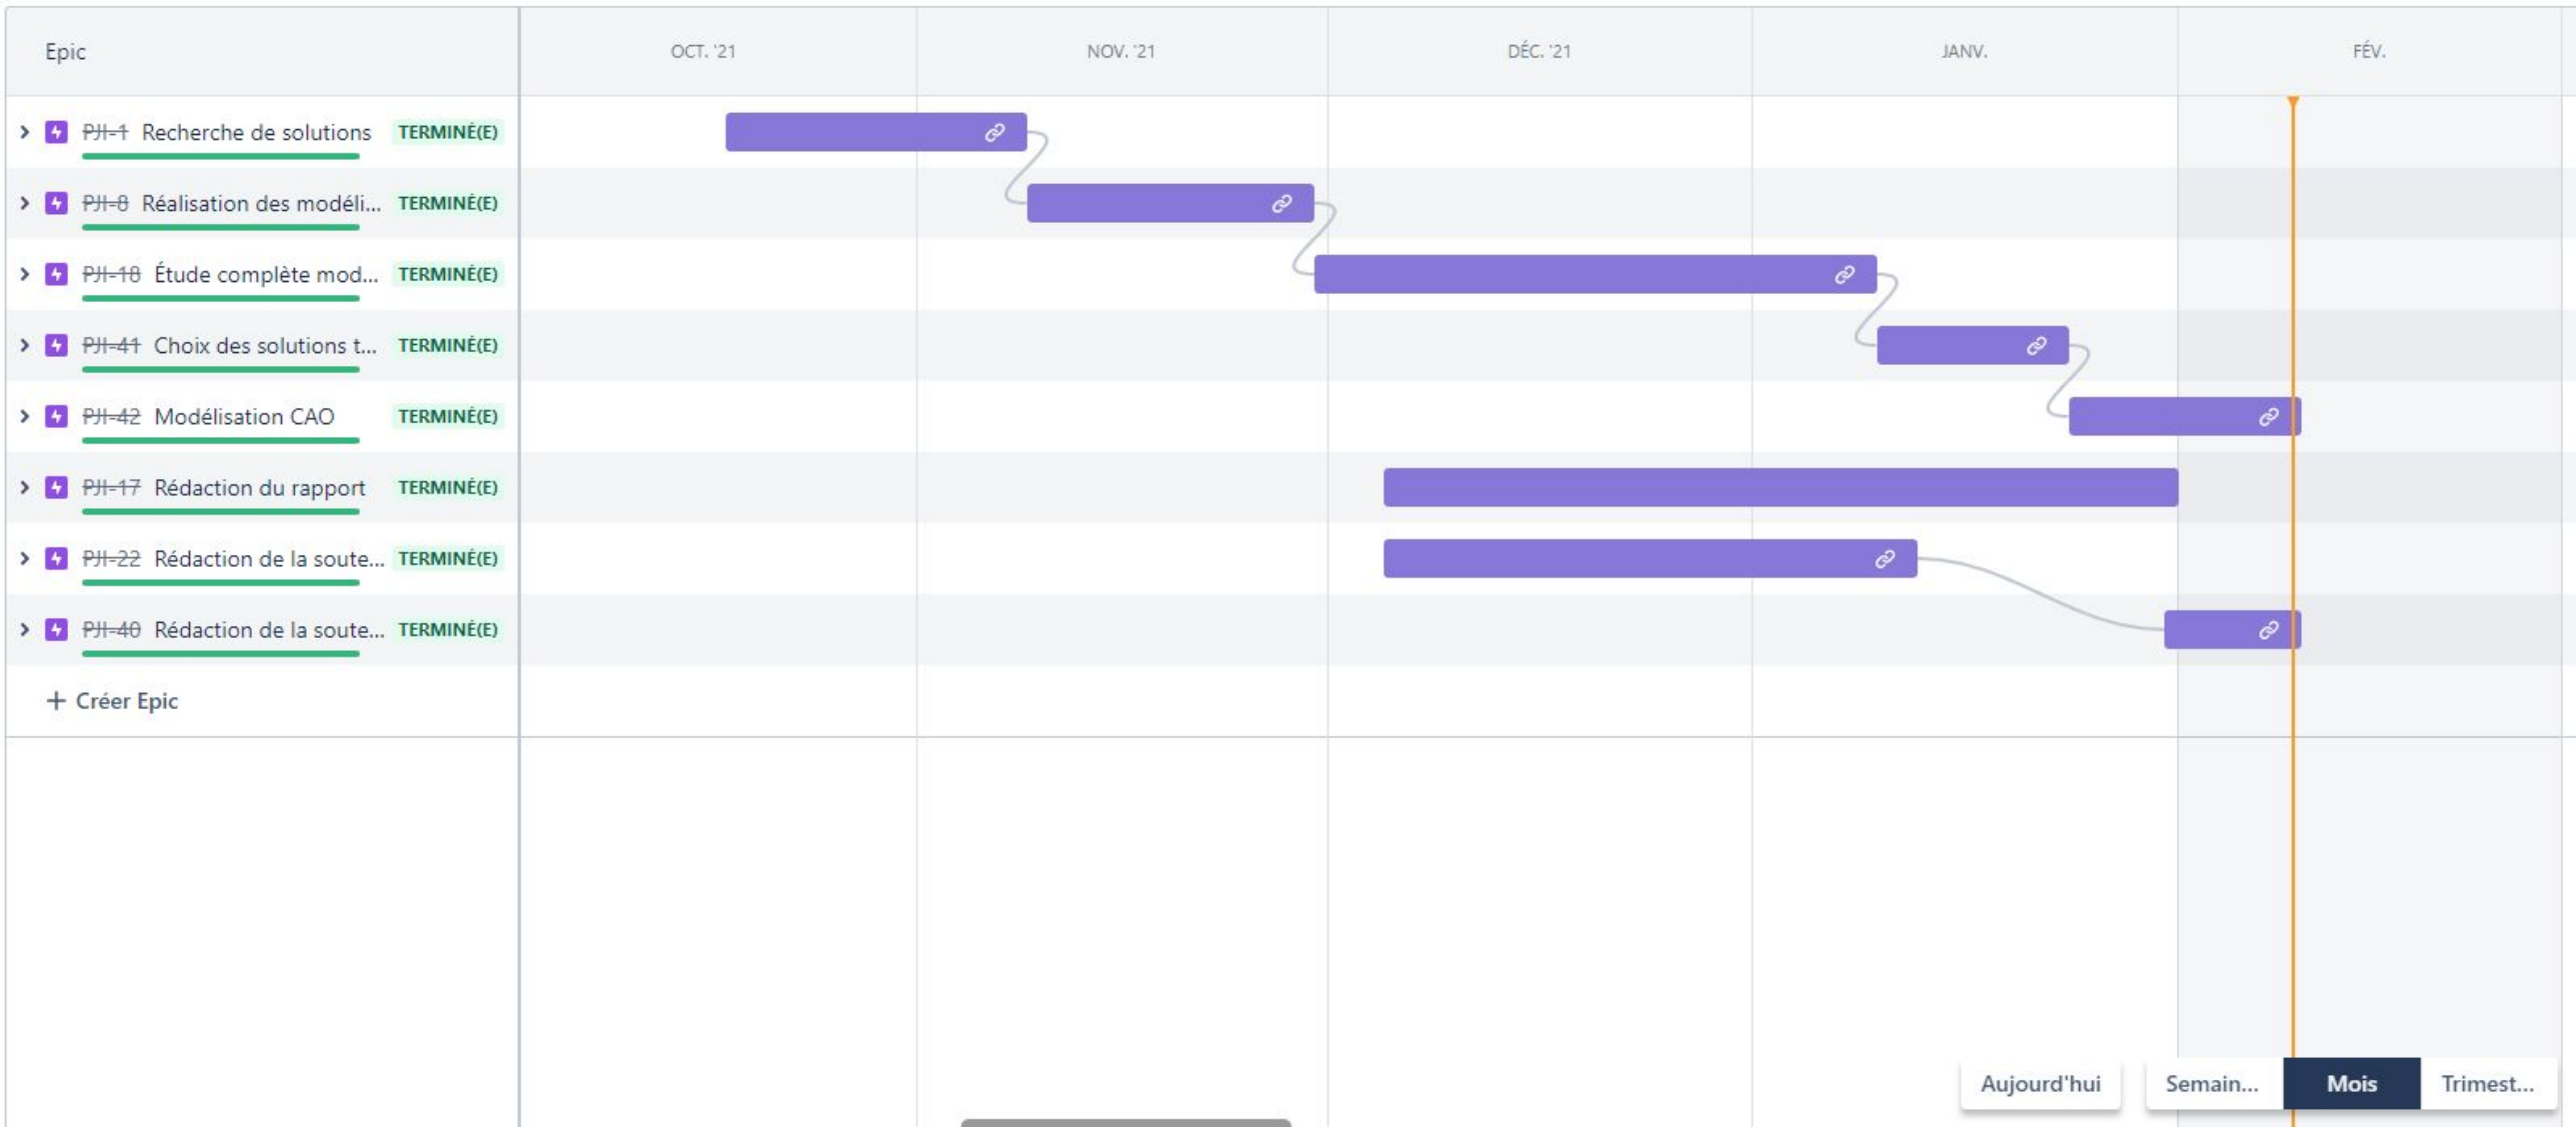 Epic OCT. '21 NOV. '21 DÉC. '21 JANV. FÉV.
PJI-1 Recherche de solutions TERMINÉ(E)
PJI-8 Réalisation des modéli... TERMINÉ(E)
PJI-18 Étude complète mod... TERMINÉ(E)
PJI-41 Choix des solutions t... TERMINÉ(E)
PJI-42 Modélisation CAO TERMINÉ(E)
PJI-17 Rédaction du rapport TERMINÉ(E)
PJI-22 Rédaction de la soute... TERMINÉ(E)
PJI-40 Rédaction de la soute... TERMINÉ(E)
+ Créer Epic
Aujourd'hui Semain... Mois Trimest...